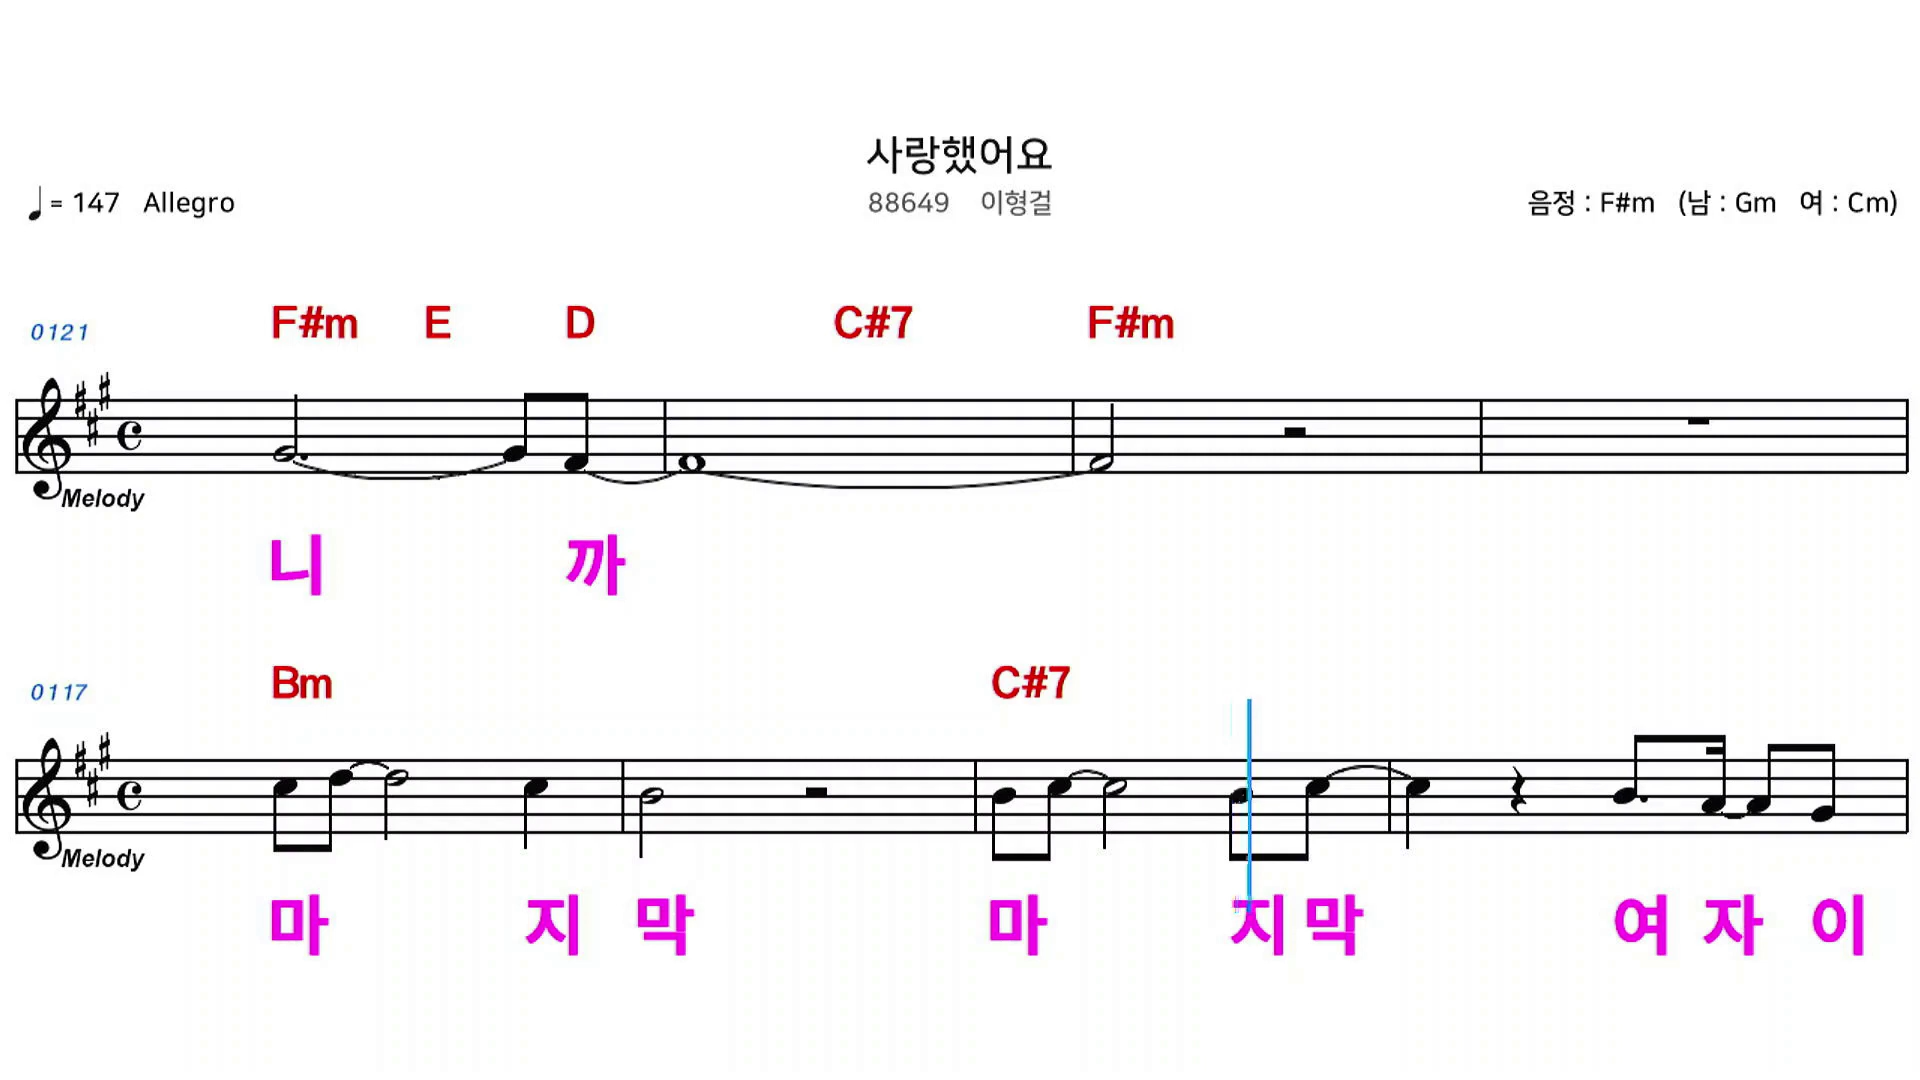 사랑했어요
= 147 Allegro 88649 이형걸 음정 : F#m (남 : Gm 여 : Cm)
0121 F#m E D C#7 F#m
Melody
니 까
0117 Bm C#7
Melody
마 지 막 마 지 막 여 자 이